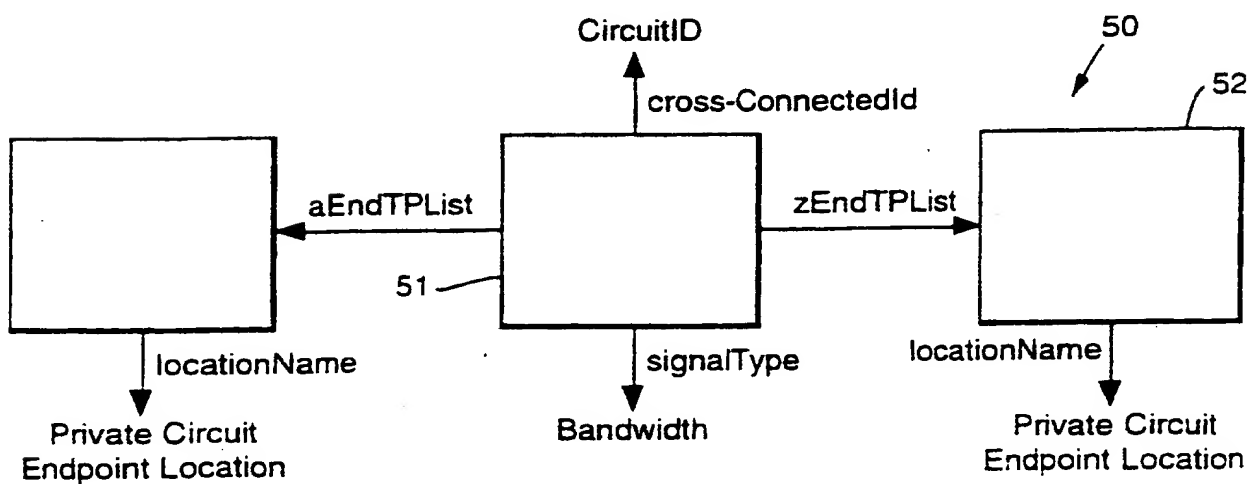 CircuitID
50
cross-ConnectedId
52
aEndTPList
zEndTPList
51
locationName
signalType
locationName
Private Circuit
Endpoint Location
Bandwidth
Private Circuit
Endpoint Location